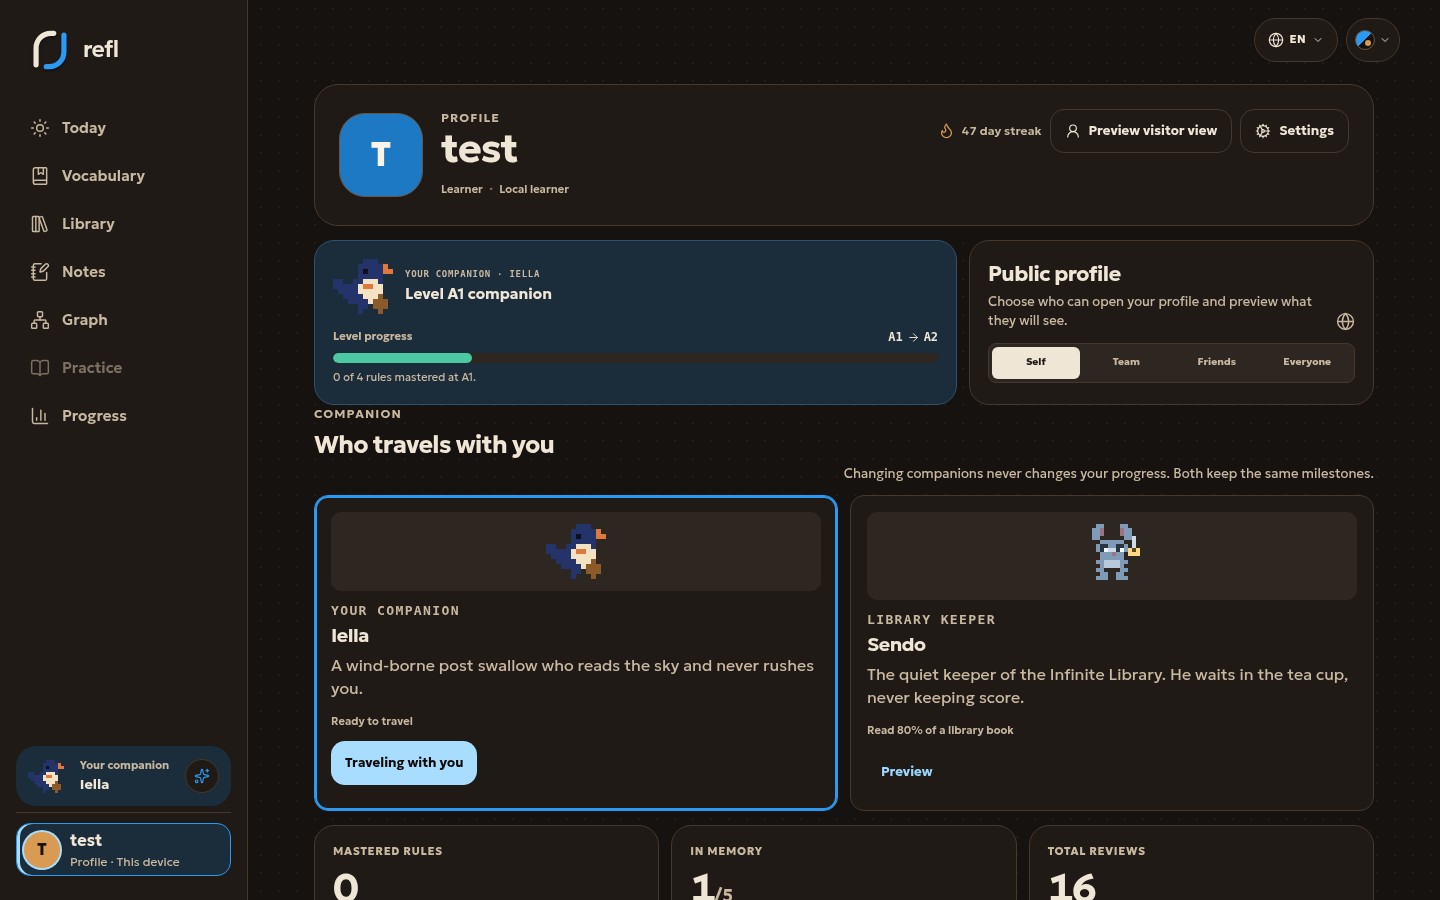 refl
Today
Vocabulary
Library
Notes
Graph
Practice
Progress
Your companion
Iella
T
test
Profile · This device
EN
T
PROFILE
test
Learner · Local learner
47 day streak
Preview visitor view
Settings
YOUR COMPANION · IELLA
Level A1 companion
Level progress
A1 → A2
0 of 4 rules mastered at A1.
Public profile
Choose who can open your profile and preview what
they will see.
Self
Team
Friends
Everyone
COMPANION
Who travels with you
Changing companions never changes your progress. Both keep the same milestones.
YOUR COMPANION
Iella
A wind-borne post swallow who reads the sky and never rushes
you.
Ready to travel
Traveling with you
LIBRARY KEEPER
Sendo
The quiet keeper of the Infinite Library. He waits in the tea cup,
never keeping score.
Read 80% of a library book
Preview
MASTERED RULES
0
IN MEMORY
1/5
TOTAL REVIEWS
16